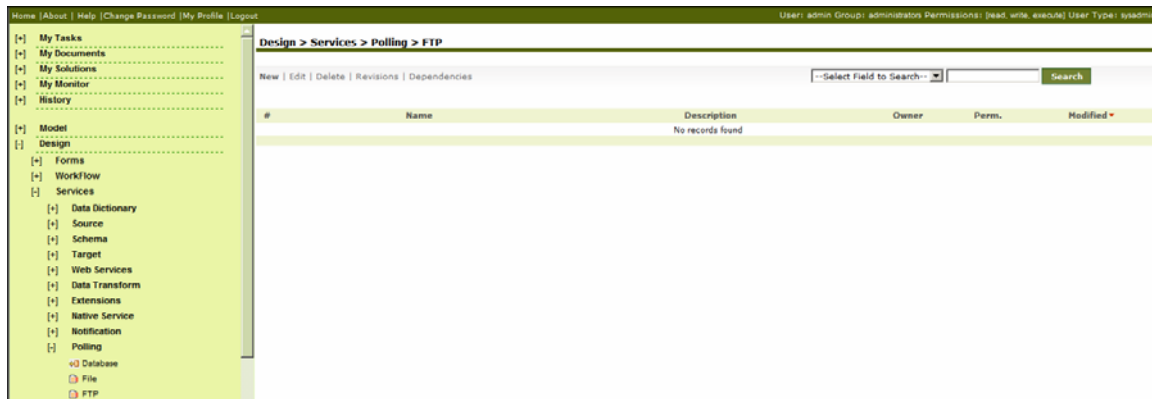 Home |About | Help |Change Password |My Profile |Logout
User: admin Group: administrators Permissions: [read, write, execute] User Type: sysadmi
[+] My Tasks
[+] My Documents
[+] My Solutions
[+] My Monitor
[+] History
[+] Model
[-] Design
[+] Forms
[+] WorkFlow
[-] Services
[+] Data Dictionary
[+] Source
[+] Schema
[+] Target
[+] Web Services
[+] Data Transform
[+] Extensions
[+] Native Service
[+] Notification
[-] Polling
Database
File
FTP
Design > Services > Polling > FTP
New | Edit | Delete | Revisions | Dependencies
--Select Field to Search-- Search
# Name Description Owner Perm. Modified
No records found